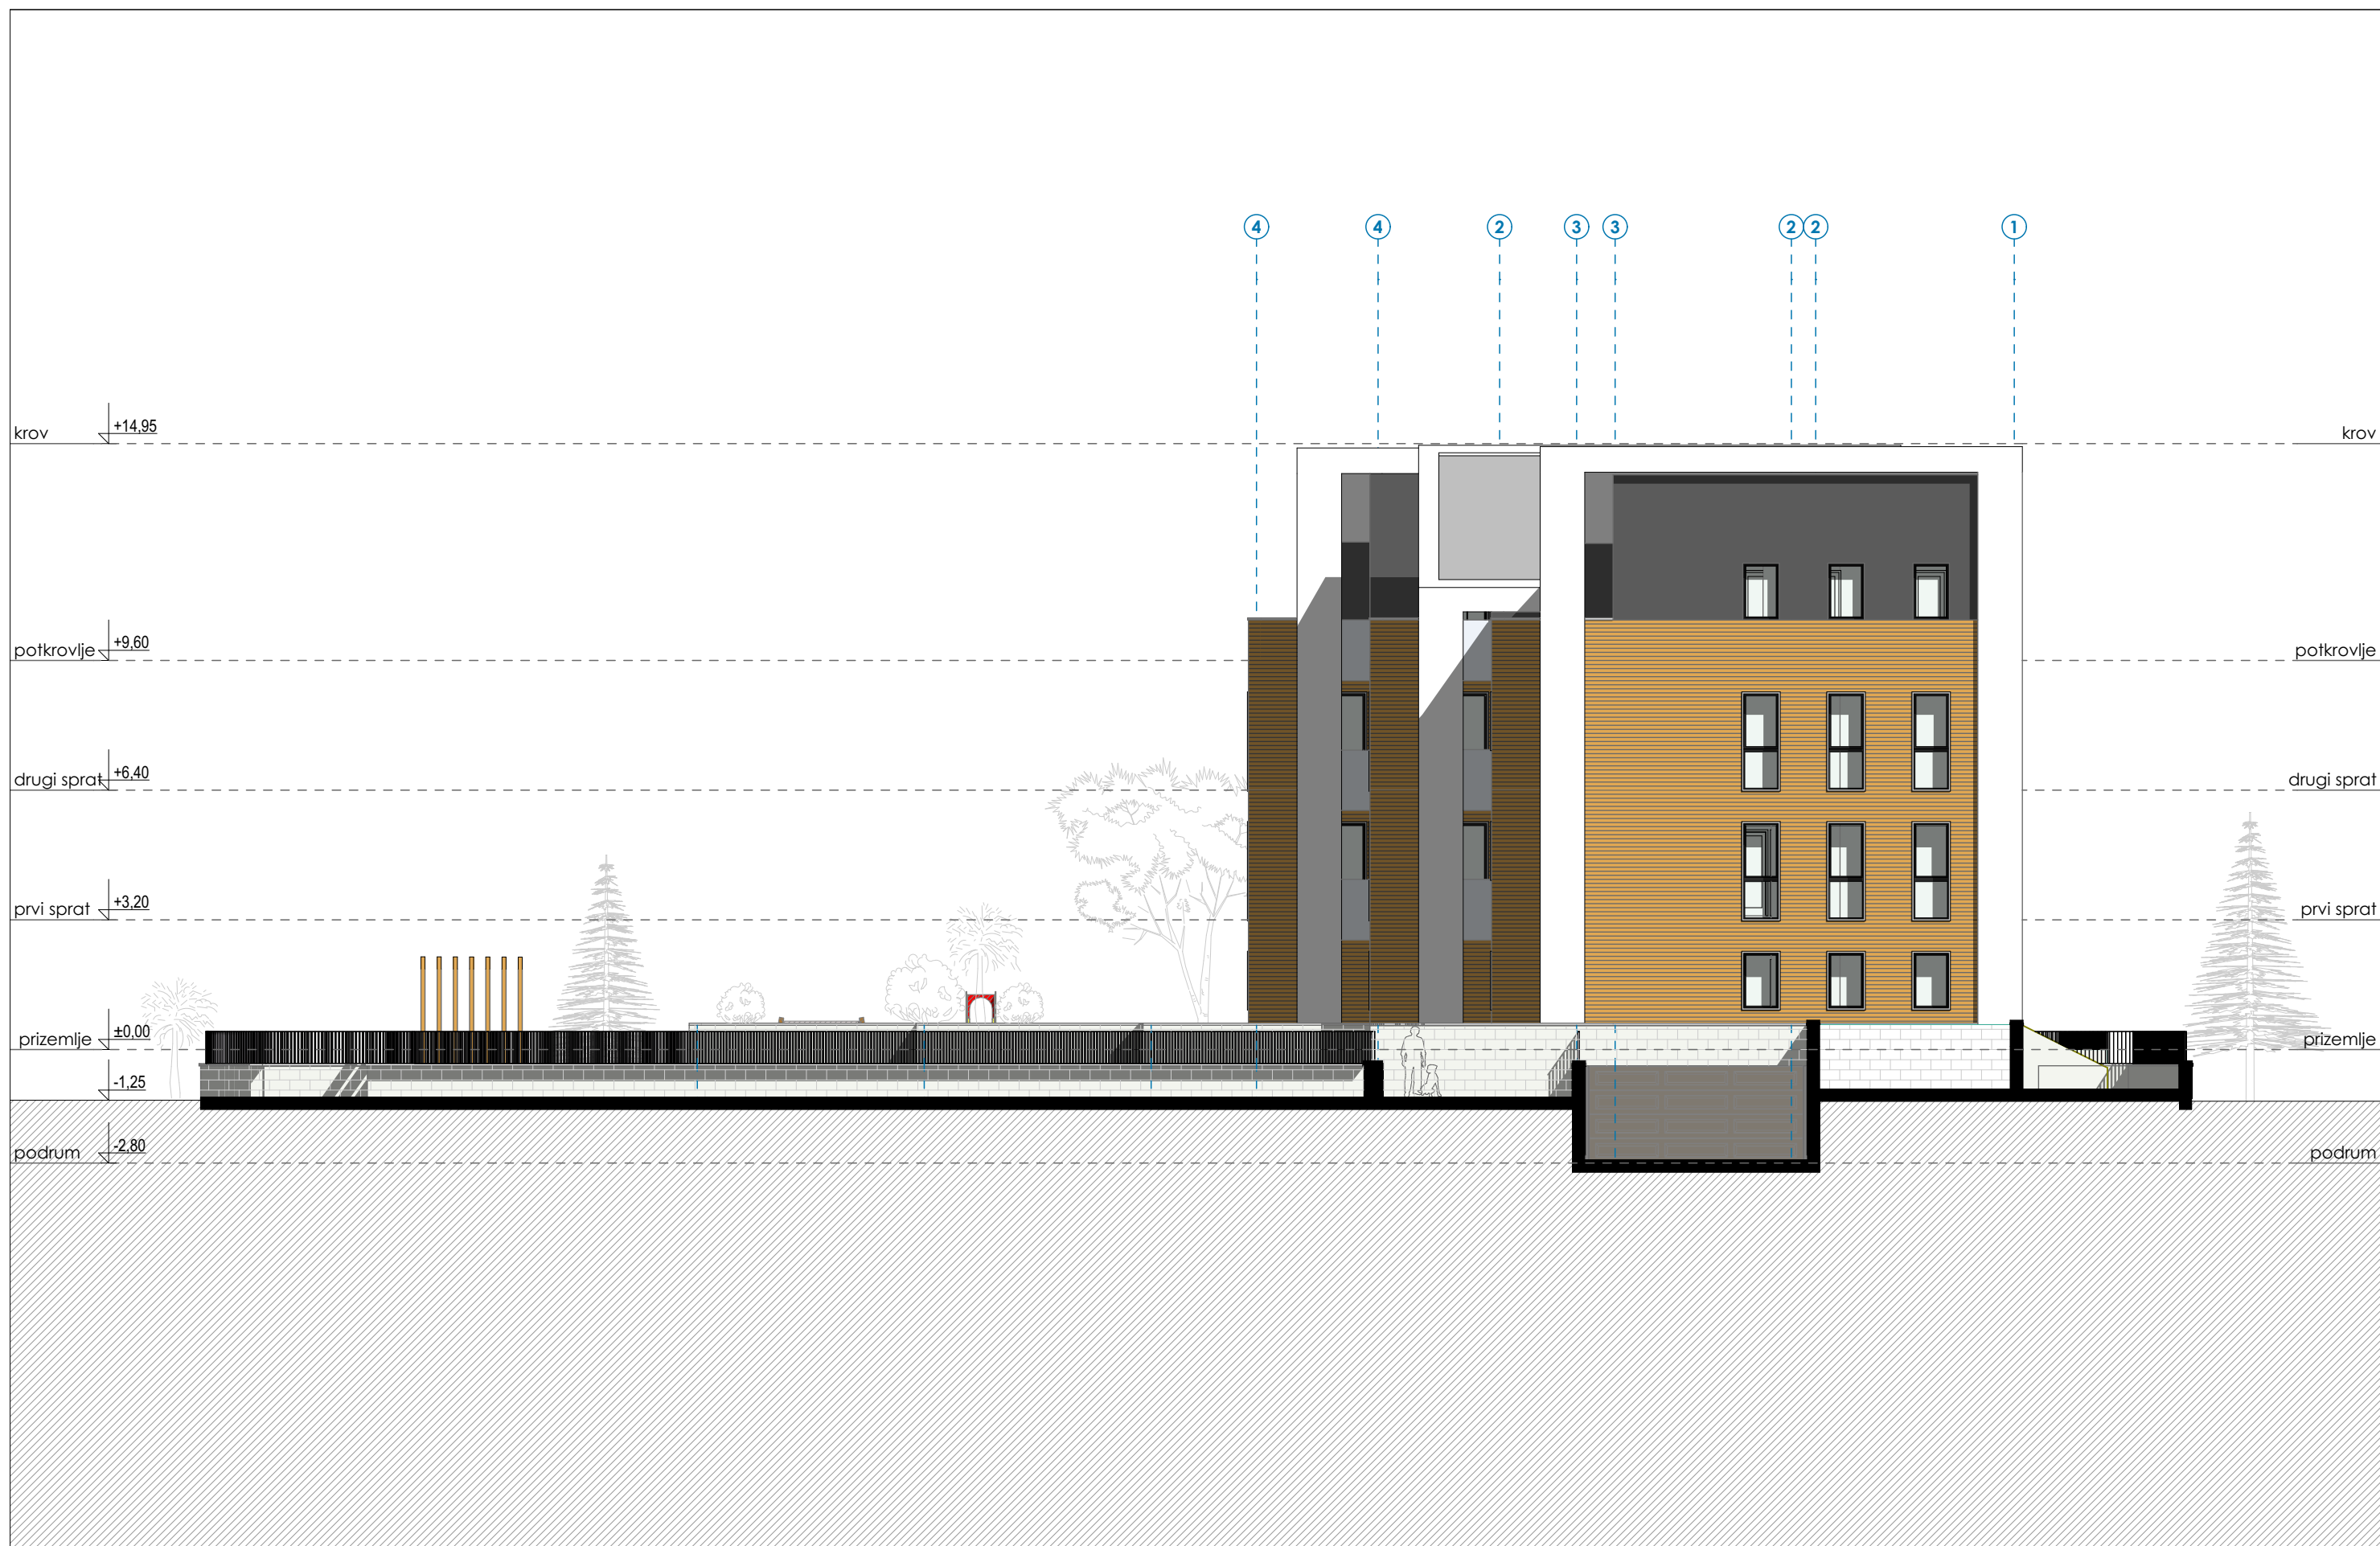 4 4 2 3 3 2 2 1
krov +14,95 krov
potkrovlje +9,60 potkrovlje
drugi sprat +6,40 drugi sprat
prvi sprat +3,20 prvi sprat
prizemlje ±0,00 prizemlje
-1,25
podrum -2,80 podrum